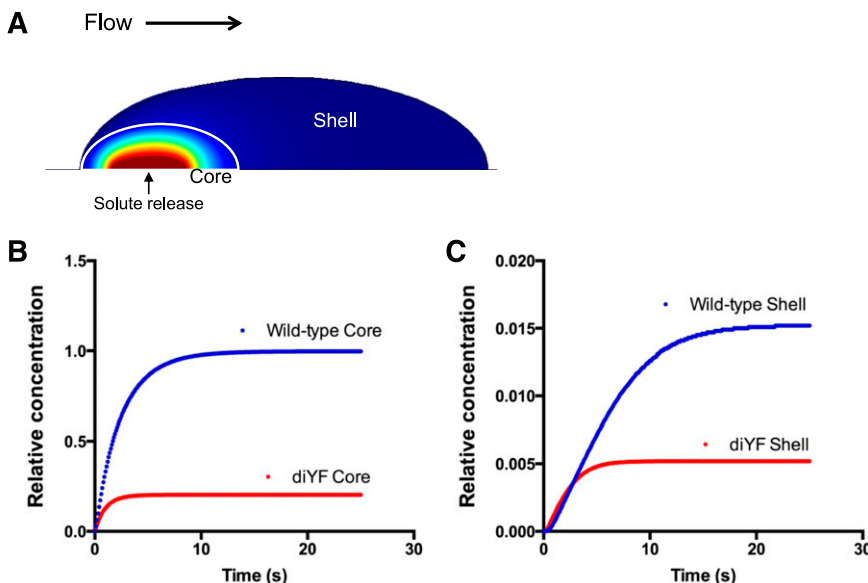 A
Flow
Shell
Core
Solute release
B
1.5
1.0
0.5
0.0
Relative concentration
Wild-type Core
diYF Core
0 10 20 30
Time (s)
C
0.020
0.015
0.010
0.005
0.000
Relative concentration
Wild-type Shell
diYF Shell
0 10 20 30
Time (s)